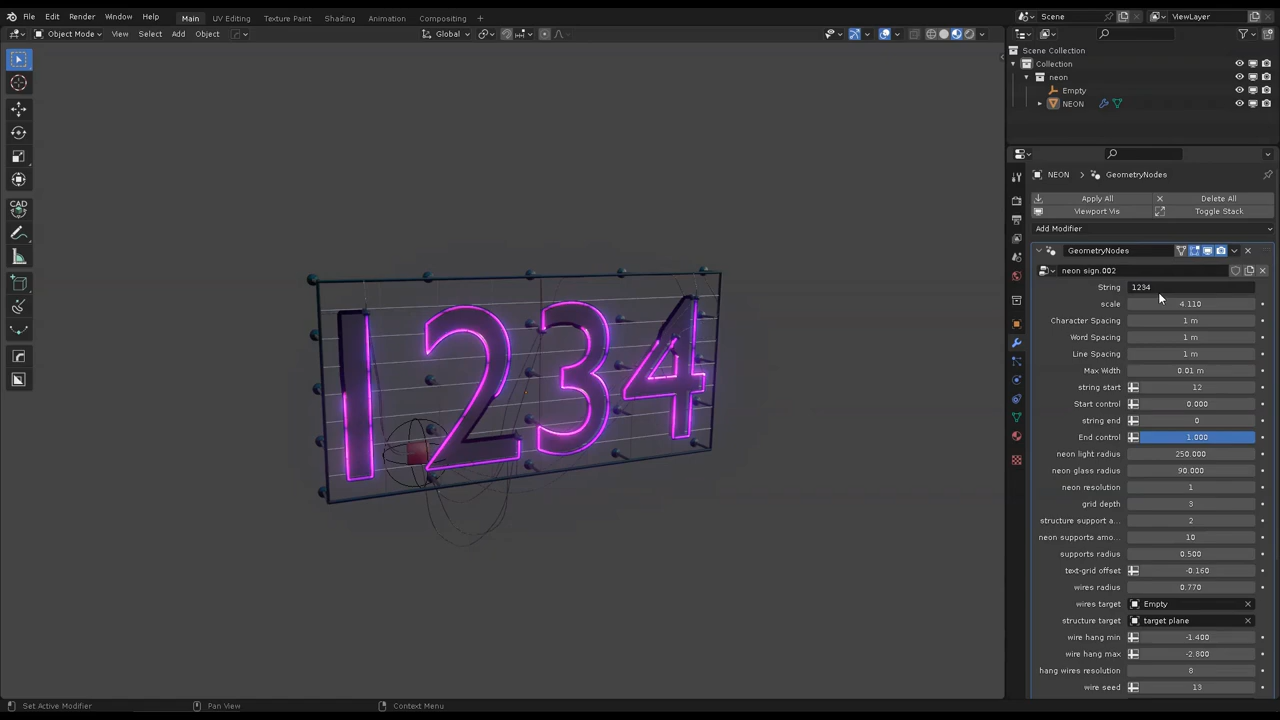 File Edit Render Window Help Main UV Editing Texture Paint Shading Animation Compositing + Scene ViewLayer
Object Mode View Select Add Object Global
Scene Collection
Collection
neon
Empty
NEON
CAD
NEON > GeometryNodes
Apply All Delete All
Viewport Vis Toggle Stack
Add Modifier
GeometryNodes
neon sign.002
String 1234
scale 4.110
Character Spacing 1 m
Word Spacing 1 m
Line Spacing 1 m
Max Width 0.01 m
string start 12
Start control 0.000
string end 0
End control 1.000
neon light radius 250.000
neon glass radius 90.000
neon resolution 1
grid depth 3
structure support a... 2
neon supports amo... 10
supports radius 0.500
text-grid offset -0.160
wires radius 0.770
wires target Empty
structure target target plane
wire hang min -1.400
wire hang max -2.800
hang wires resolution 8
wire seed 13
1234
Set Active Modifier Pan View Context Menu